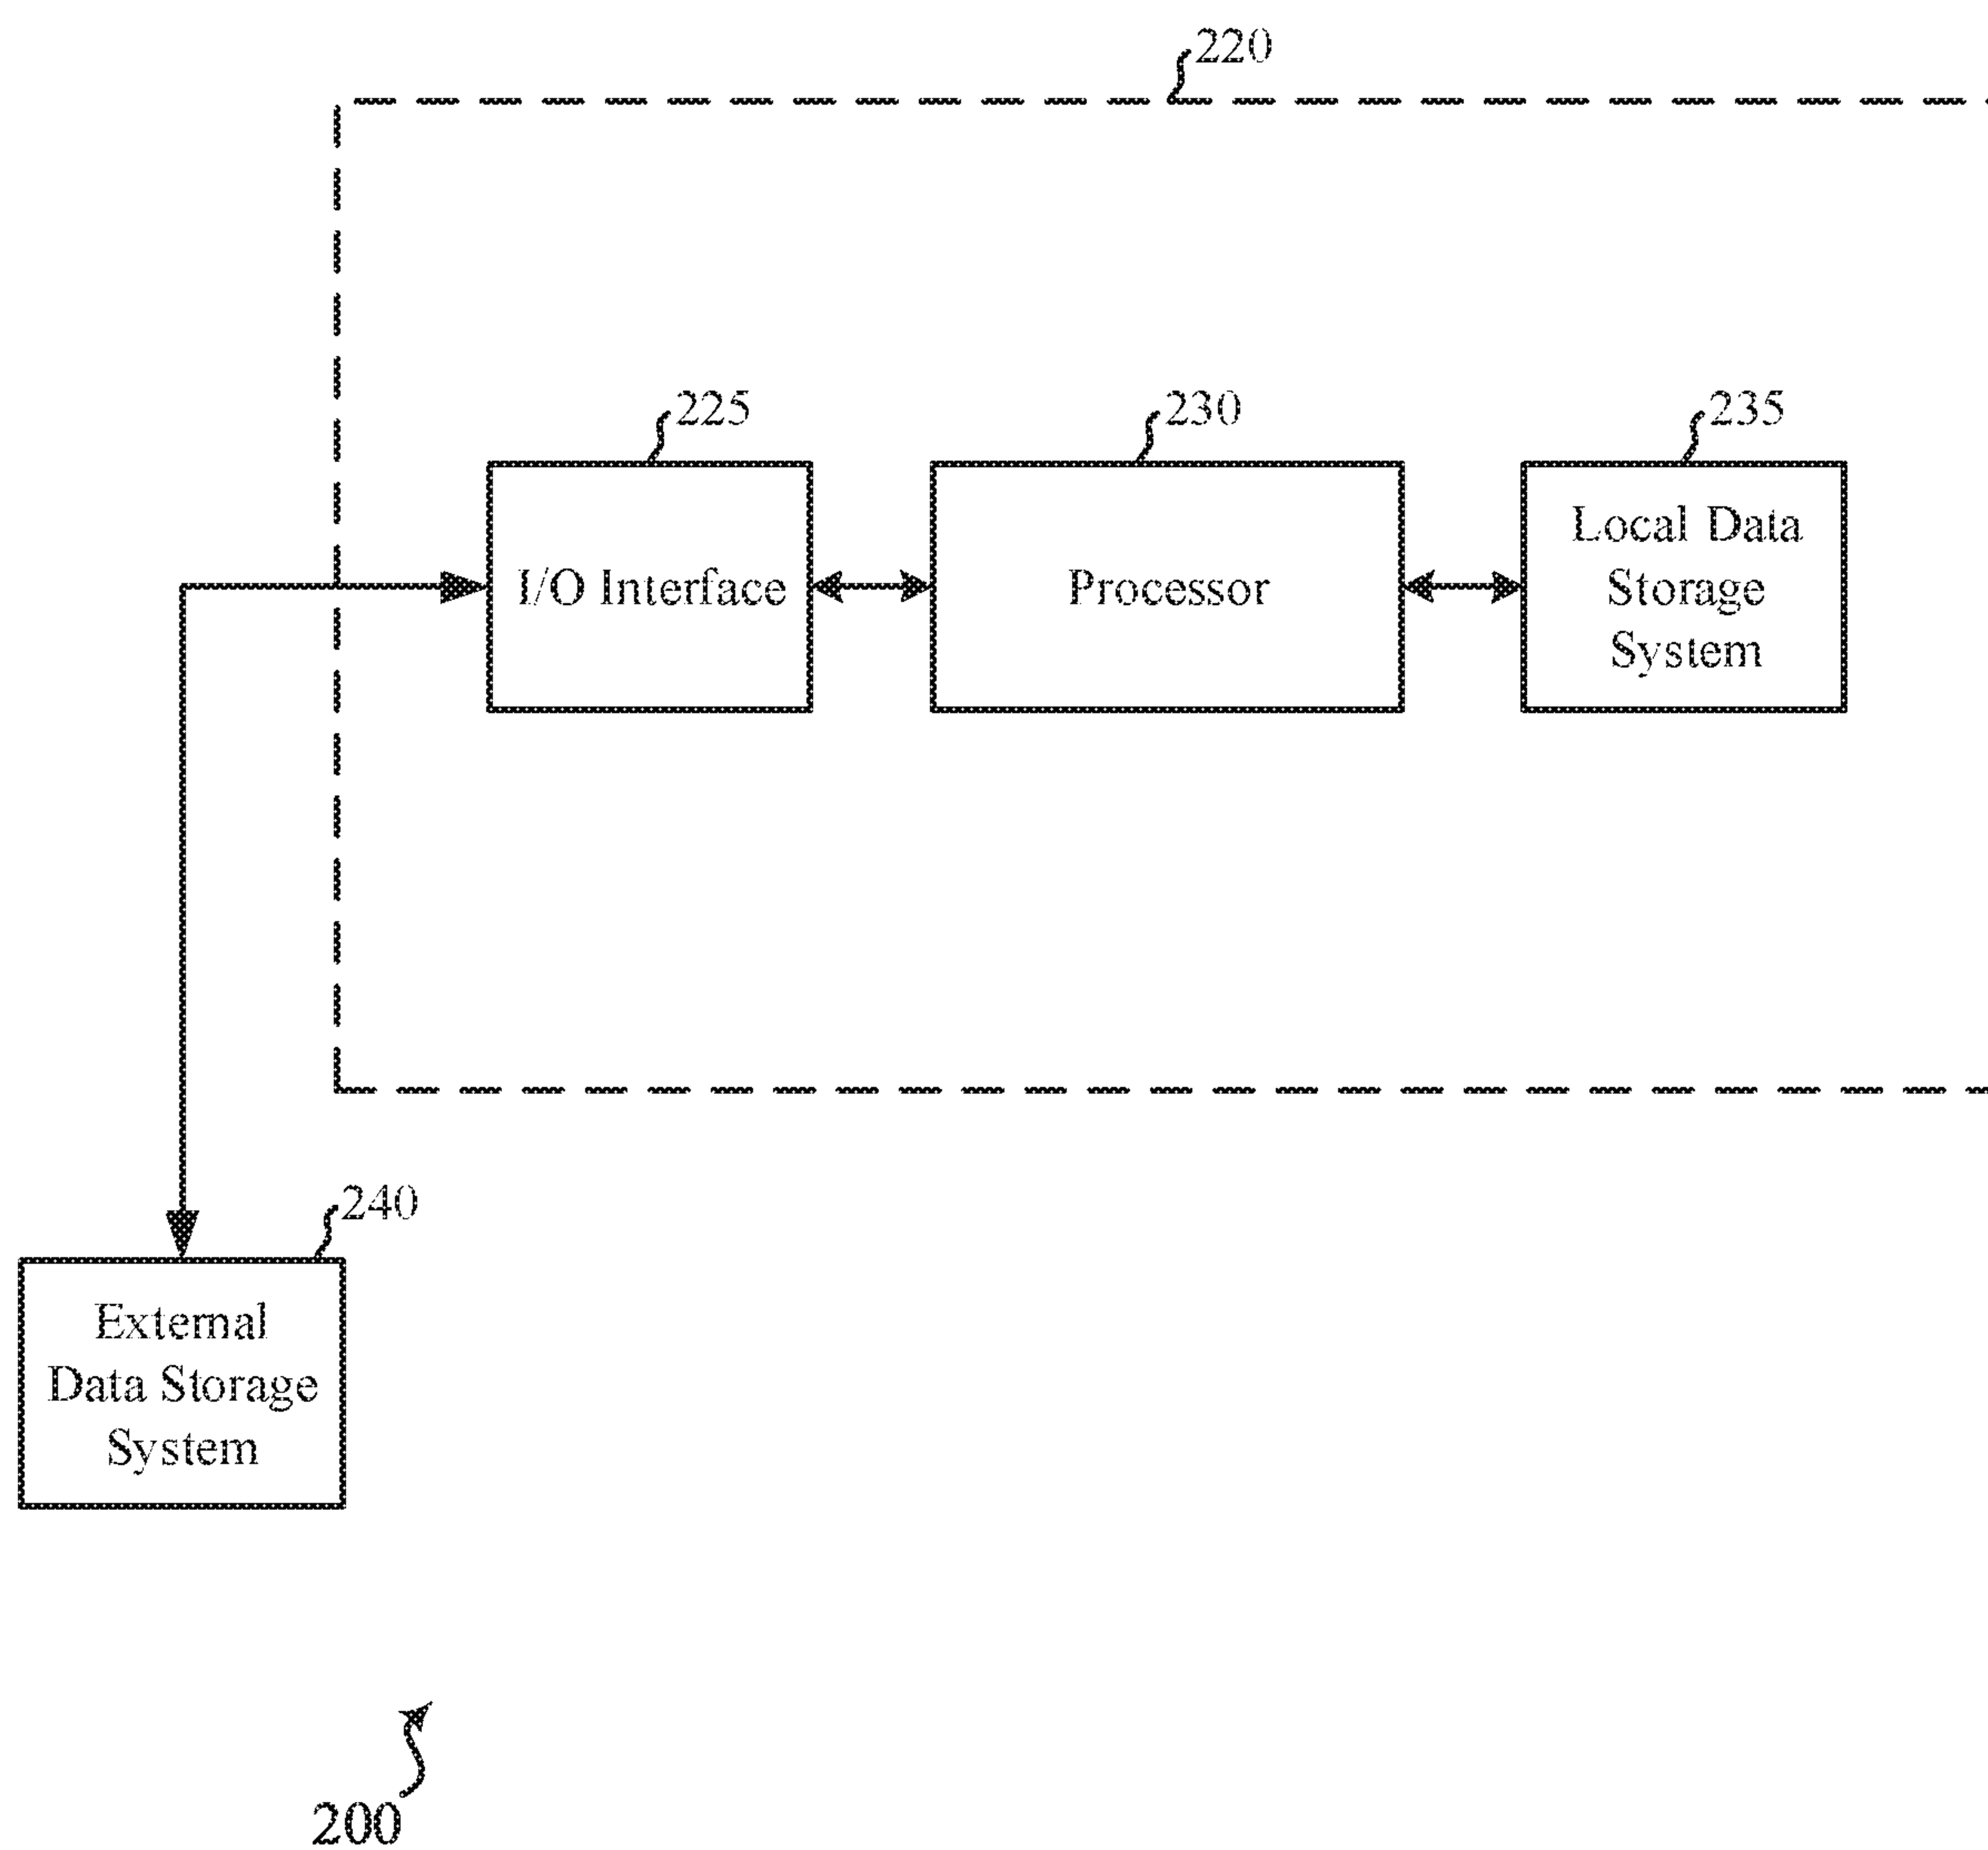 220
225
230
235
I/O Interface
Processor
Local Data
Storage
System
240
External
Data Storage
System
200